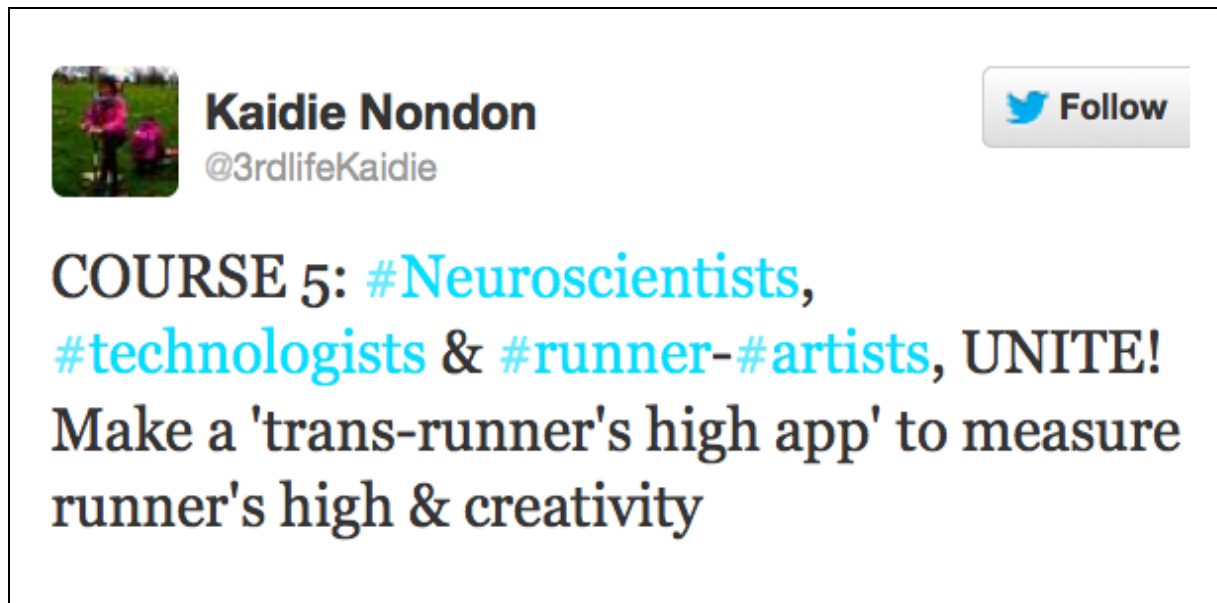 Kaidie Nondon
@3rdlifeKaidie
Follow
COURSE 5: #Neuroscientists,
#technologists & #runner-#artists, UNITE!
Make a 'trans-runner's high app' to measure
runner's high & creativity